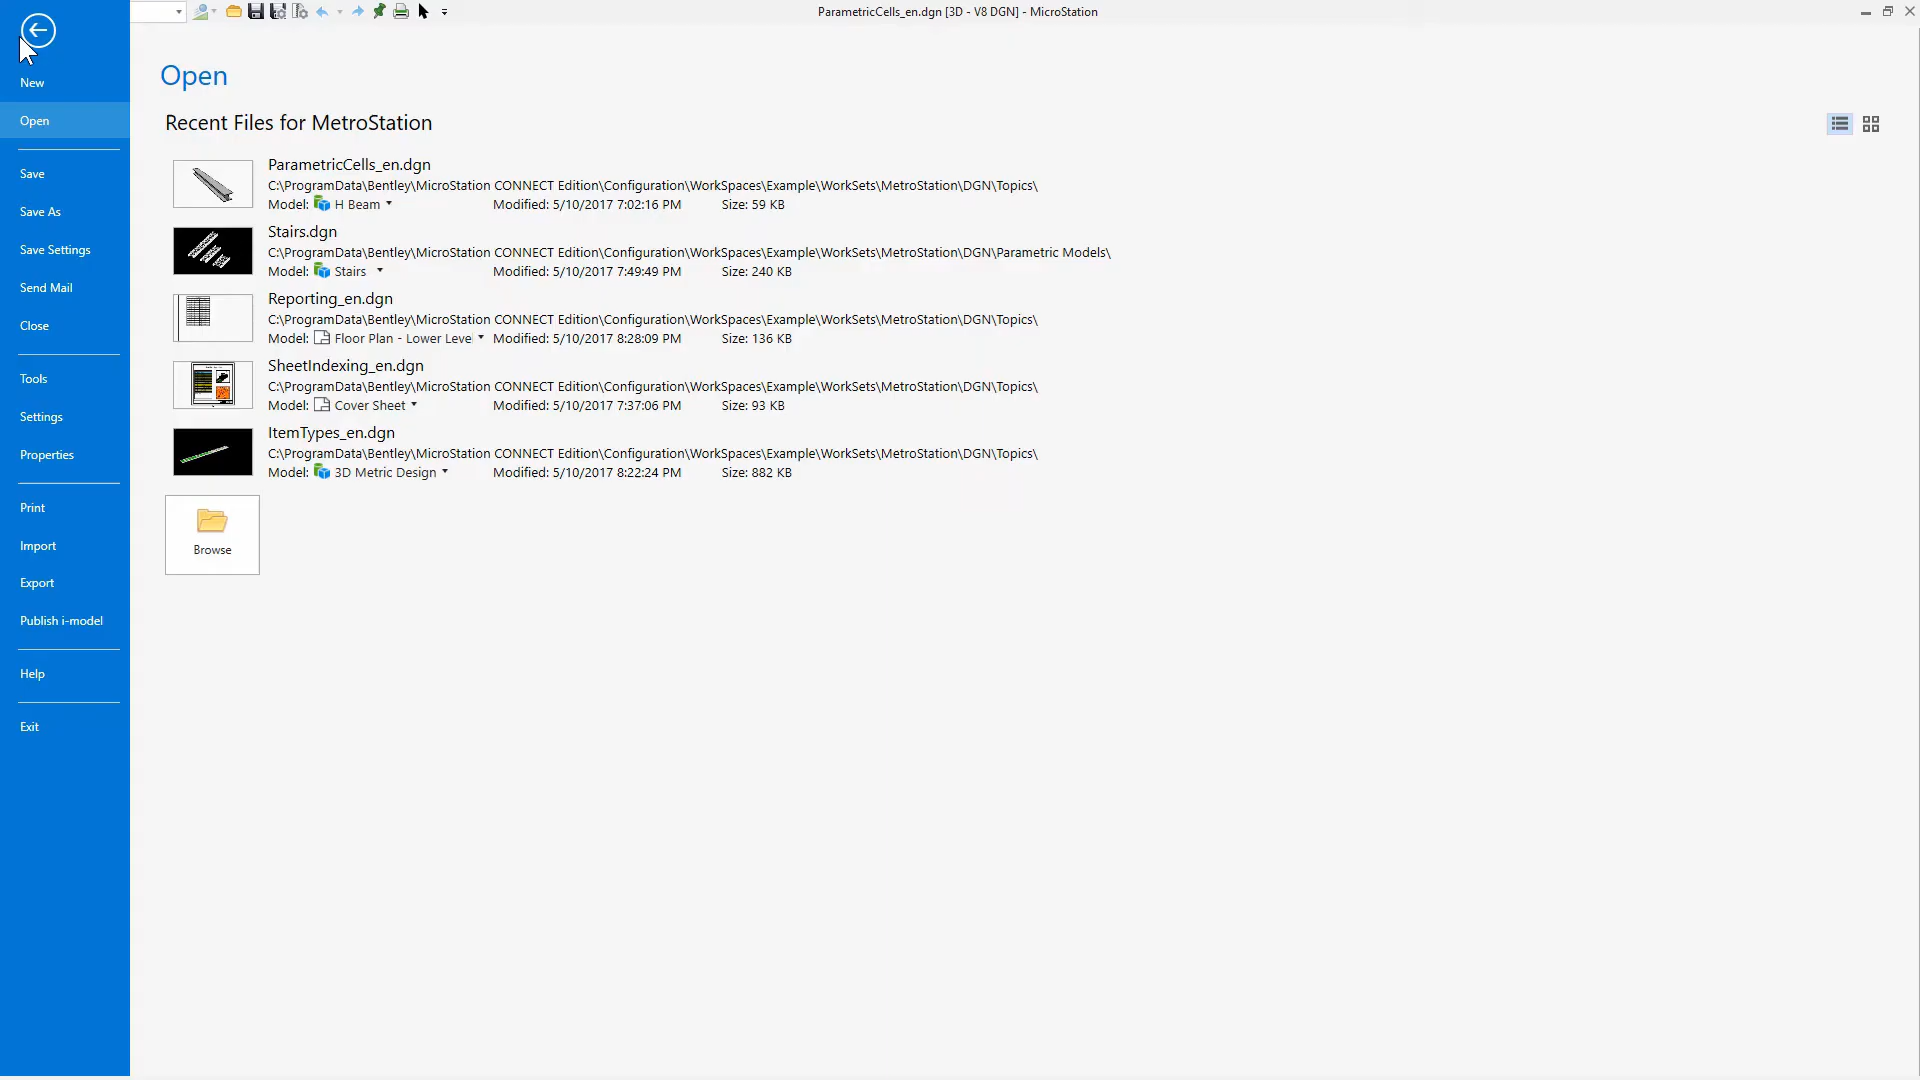 ParametricCells_en.dgn [3D - V8 DGN] - MicroStation
New
Open
Save
Save As
Save Settings
Send Mail
Close
Tools
Settings
Properties
Print
Import
Export
Publish i-model
Help
Exit
Open
Recent Files for MetroStation
ParametricCells_en.dgn
C:\ProgramData\Bentley\MicroStation CONNECT Edition\Configuration\WorkSpaces\Example\WorkSets\MetroStation\DGN\Topics\
Model: H Beam Modified: 5/10/2017 7:02:16 PM Size: 59 KB
Stairs.dgn
C:\ProgramData\Bentley\MicroStation CONNECT Edition\Configuration\WorkSpaces\Example\WorkSets\MetroStation\DGN\Parametric Models\
Model: Stairs Modified: 5/10/2017 7:49:49 PM Size: 240 KB
Reporting_en.dgn
C:\ProgramData\Bentley\MicroStation CONNECT Edition\Configuration\WorkSpaces\Example\WorkSets\MetroStation\DGN\Topics\
Model: Floor Plan - Lower Leve Modified: 5/10/2017 8:28:09 PM Size: 136 KB
SheetIndexing_en.dgn
C:\ProgramData\Bentley\MicroStation CONNECT Edition\Configuration\WorkSpaces\Example\WorkSets\MetroStation\DGN\Topics\
Model: Cover Sheet Modified: 5/10/2017 7:37:06 PM Size: 93 KB
ItemTypes_en.dgn
C:\ProgramData\Bentley\MicroStation CONNECT Edition\Configuration\WorkSpaces\Example\WorkSets\MetroStation\DGN\Topics\
Model: 3D Metric Design Modified: 5/10/2017 8:22:24 PM Size: 882 KB
Browse